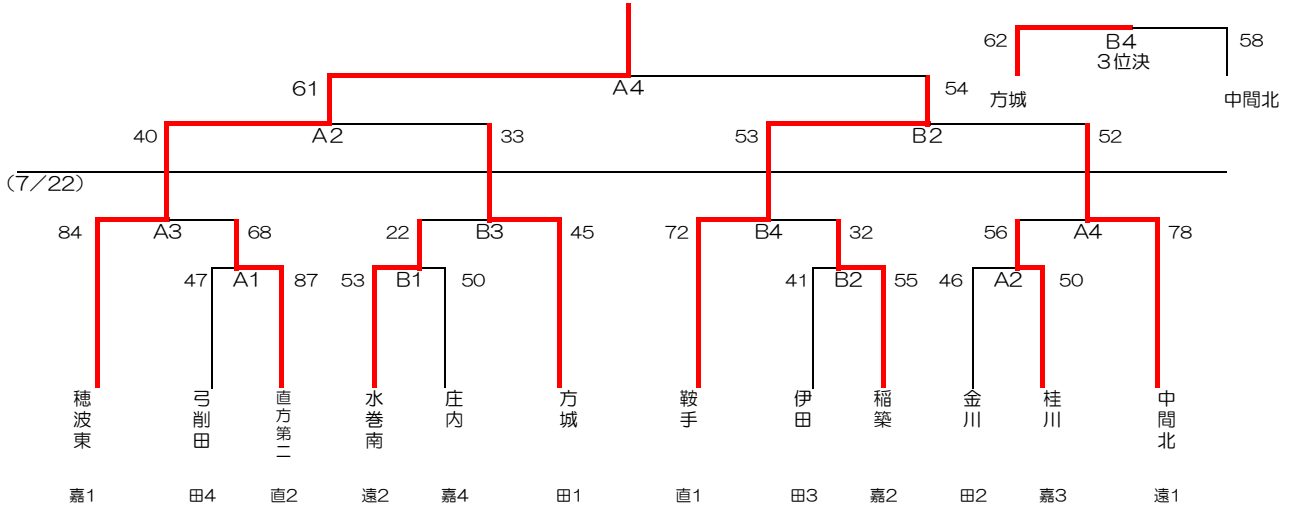 62 B4 58
3位決
方城 中間北
61 A4 54
40 A2 33 53 B2 52
(7/22)
84 A3 68 22 B3 45 72 B4 32 56 A4 78
47 A1 87 53 B1 50 41 B2 55 46 A2 50
穂波東
弓削田
直方第二
水巻南
庄内
方城
鞍手
伊田
稲築
金川
桂川
中間北
嘉1 田4 直2 遠2 嘉4 田1 直1 田3 嘉2 田2 嘉3 遠1